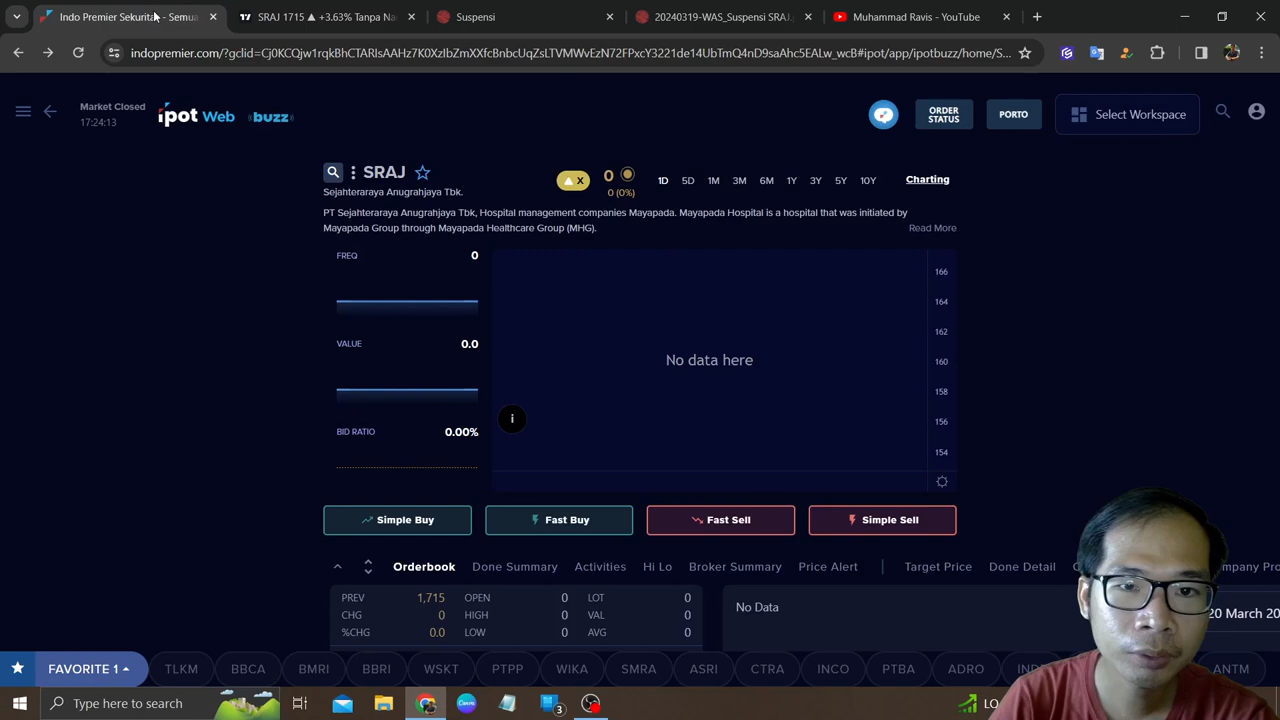 Indo Premier Sekuritas - Semua
SRAJ 1715 ▲ +3.63% Tanpa Na
Suspensi
20240319-WAS_Suspensi SRAJ.p
Muhammad Ravis - YouTube
indopremier.com/?gclid=Cj0KCQjw1rqkBhCTARIsAAHz7K0XzlbZmXXfcBnbcUqZsLTVMWvEzN72FPxcY3221de14UbTmQ4nD9saAhc5EALw_wcB#ipot/app/ipotbuzz/home/S...
Market Closed
17:24:13
ipot Web
buzz
ORDER
STATUS
PORTO
Select Workspace
SRAJ
Sejahteraraya Anugrahjaya Tbk.
X
0
0 (0%)
1D 5D 1M 3M 6M 1Y 3Y 5Y 10Y
Charting
PT Sejahteraraya Anugrahjaya Tbk, Hospital management companies Mayapada. Mayapada Hospital is a hospital that was initiated by
Mayapada Group through Mayapada Healthcare Group (MHG).
Read More
FREQ 0
VALUE 0.0
BID RATIO 0.00%
No data here
i
166
164
162
160
158
156
154
Simple Buy
Fast Buy
Fast Sell
Simple Sell
Orderbook Done Summary Activities Hi Lo Broker Summary Price Alert Target Price Done Detail
PREV 1,715 OPEN 0 LOT 0
CHG 0 HIGH 0 VAL 0
%CHG 0.0 LOW 0 AVG 0
No Data
20 March 20
FAVORITE 1
TLKM BBCA BMRI BBRI WSKT PTPP WIKA SMRA ASRI CTRA INCO PTBA ADRO ANTM
Type here to search
3